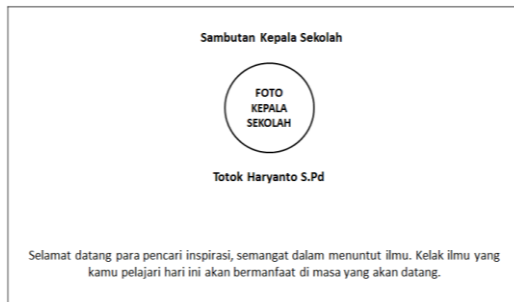 Sambutan Kepala Sekolah
FOTO
KEPALA
SEKOLAH
Totok Haryanto S.Pd
Selamat datang para pencari inspirasi, semangat dalam menuntut ilmu. Kelak ilmu yang
kamu pelajari hari ini akan bermanfaat di masa yang akan datang.